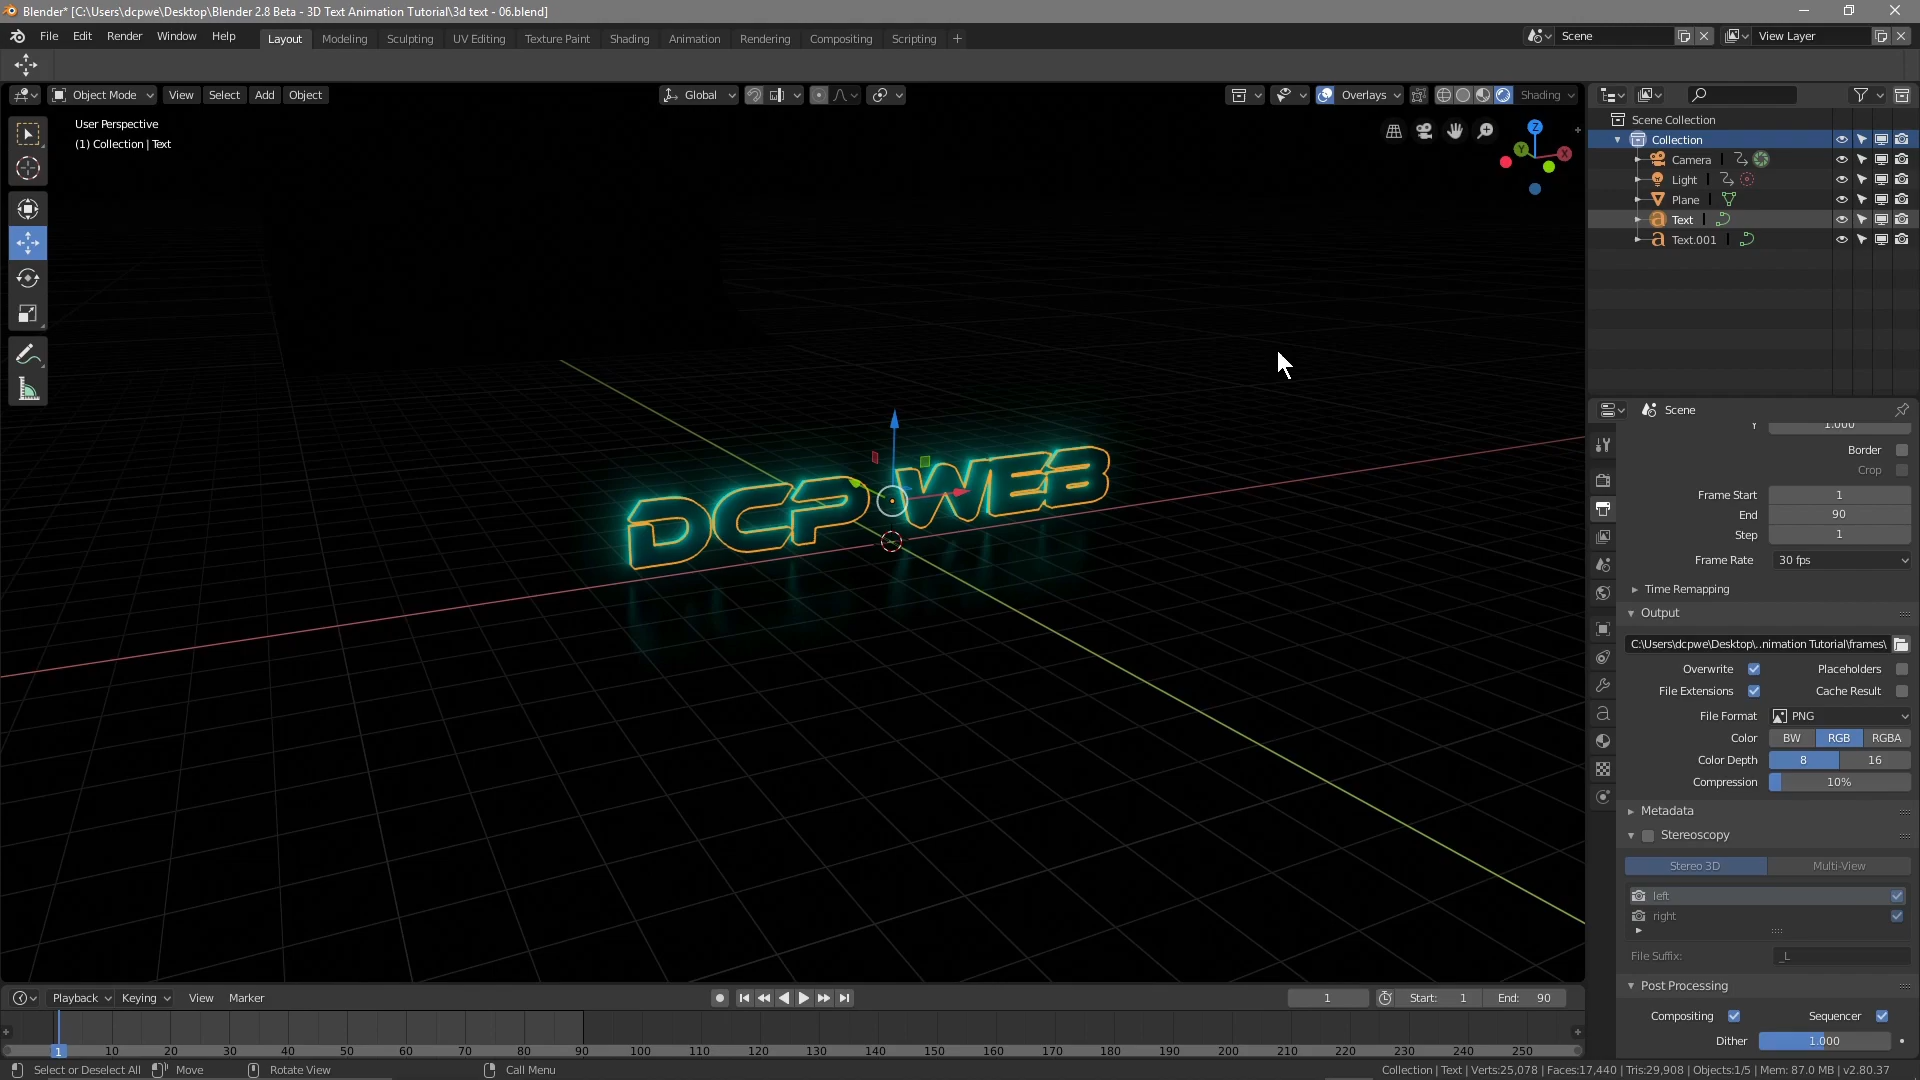 Blender* [C:\Users\dcpwe\Desktop\Blender 2.8 Beta - 3D Text Animation Tutorial\3d text - 06.blend]
File Edit Render Window Help Layout Modeling Sculpting UV Editing Texture Paint Shading Animation Rendering Compositing Scripting + Scene View Layer
Object Mode View Select Add Object Global Overlays Shading
User Perspective
(1) Collection | Text
Z
Y
X
DCP WEB
Scene Collection
Collection
Camera
Light
Plane
Text
Text.001
Scene
Y 1.000
Border
Crop
Frame Start 1
End 90
Step 1
Frame Rate 30 fps
Time Remapping
Output
C:\Users\dcpwe\Desktop\..nimation Tutorial\frames\
Overwrite Placeholders
File Extensions Cache Result
File Format PNG
Color BW RGB RGBA
Color Depth 8 16
Compression 10%
Metadata
Stereoscopy
Stereo 3D Multi-View
left
right
File Suffix: _L
Post Processing
Compositing Sequencer
Dither 1.000
Playback Keying View Marker 1 Start: 1 End: 90
1 10 20 30 40 50 60 70 80 90 100 110 120 130 140 150 160 170 180 190 200 210 220 230 240 250
Select or Deselect All Move Rotate View Call Menu Collection | Text | Verts:25,078 | Faces:17,440 | Tris:29,908 | Objects:1/5 | Mem: 87.0 MB | v2.80.37